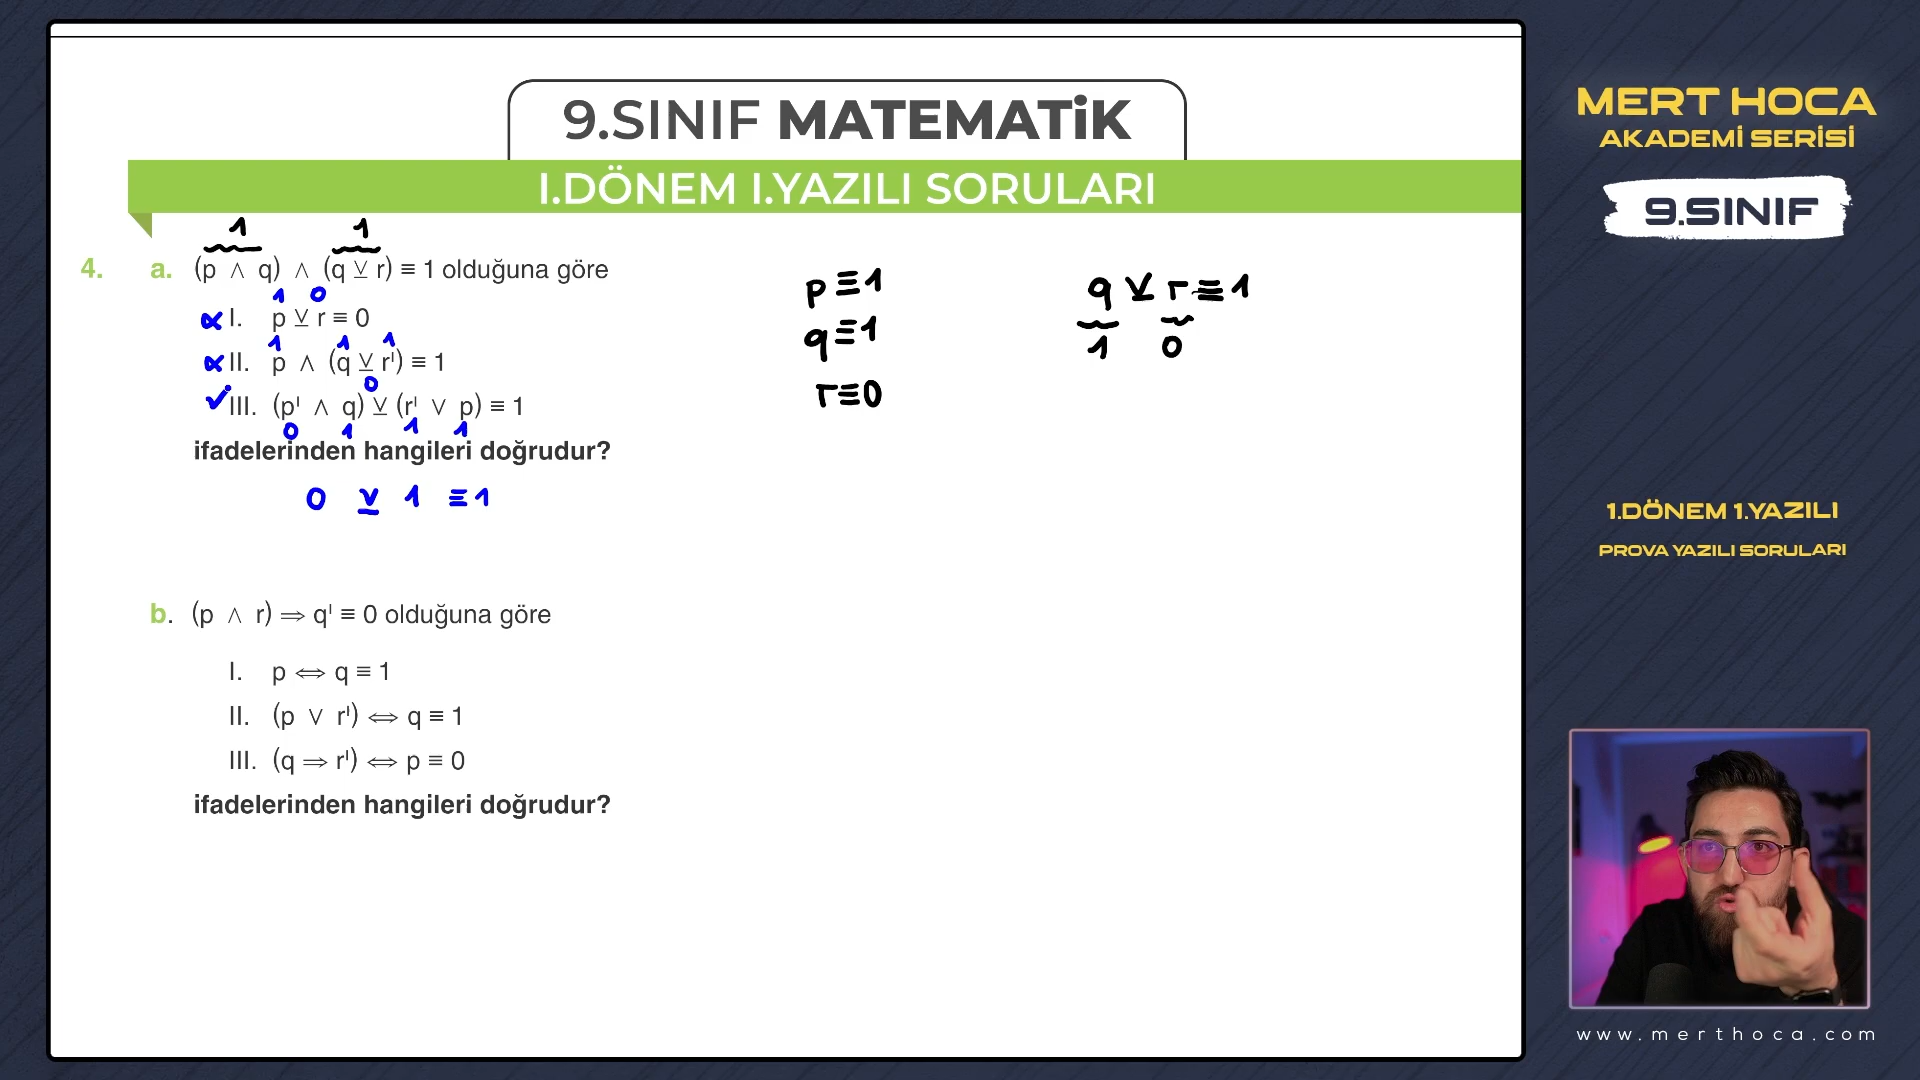 9.SINIF MATEMATiK
I.DÖNEM I.YAZILI SORULARI
1 1
4. a. (p ∧ q) ∧ (q ⊻ r) ≡ 1 olduğuna göre
1 0
I. p ⊻ r ≡ 0
1 1 1
II. p ∧ (q ⊻ r') ≡ 1
0
✓ III. (p' ∧ q) ⊻ (r' ∨ p) ≡ 1
0 1 1 1
ifadelerinden hangileri doğrudur?
0 ⊻ 1 ≡ 1
p ≡ 1
q ≡ 1
r ≡ 0
q ⊻ r ≡ 1
1 0
b. (p ∧ r) ⇒ q' ≡ 0 olduğuna göre
I. p ⇔ q ≡ 1
II. (p ∨ r') ⇔ q ≡ 1
III. (q ⇒ r') ⇔ p ≡ 0
ifadelerinden hangileri doğrudur?
MERT HOCA
AKADEMİ SERİSİ
9.SINIF
1.DÖNEM 1.YAZILI
PROVA YAZILI SORULARI
www.merthoca.com